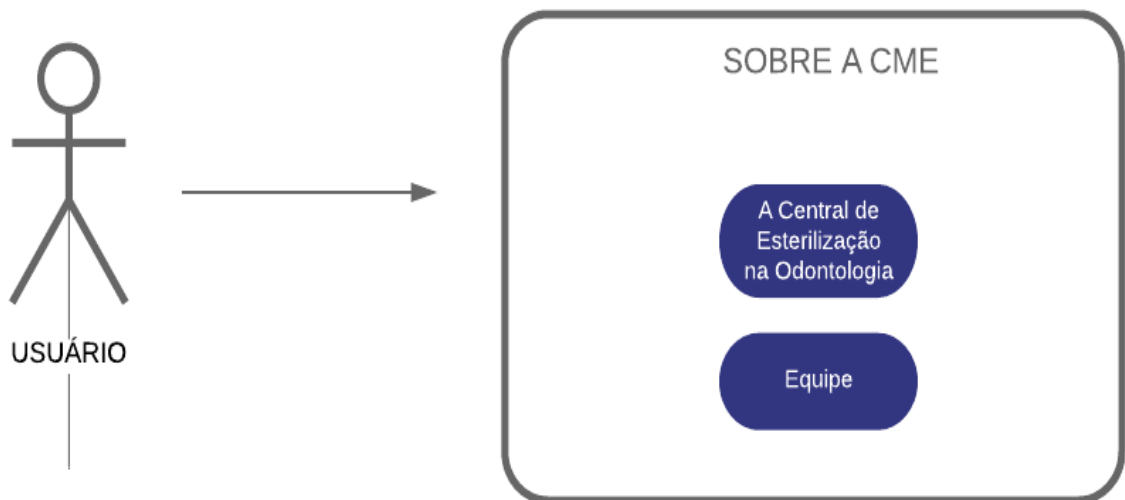 SOBRE A CME
A Central de
Esterilização
na Odontologia
USUÁRIO
Equipe